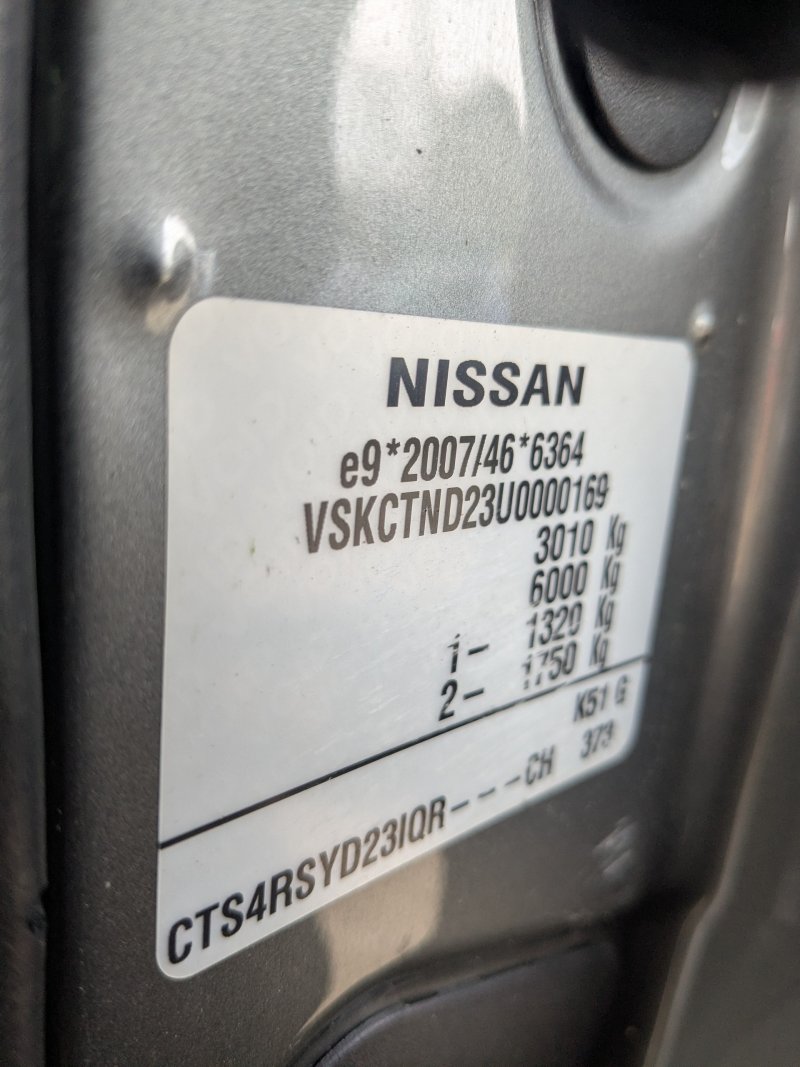 NISSAN
e9*2007/46*6364
VSKCTND23U0000169
3010 Kg
6000 Kg
1- 1320 Kg
2- 1750 Kg
K51 G
CTS4RSYD23IQR---CH 373